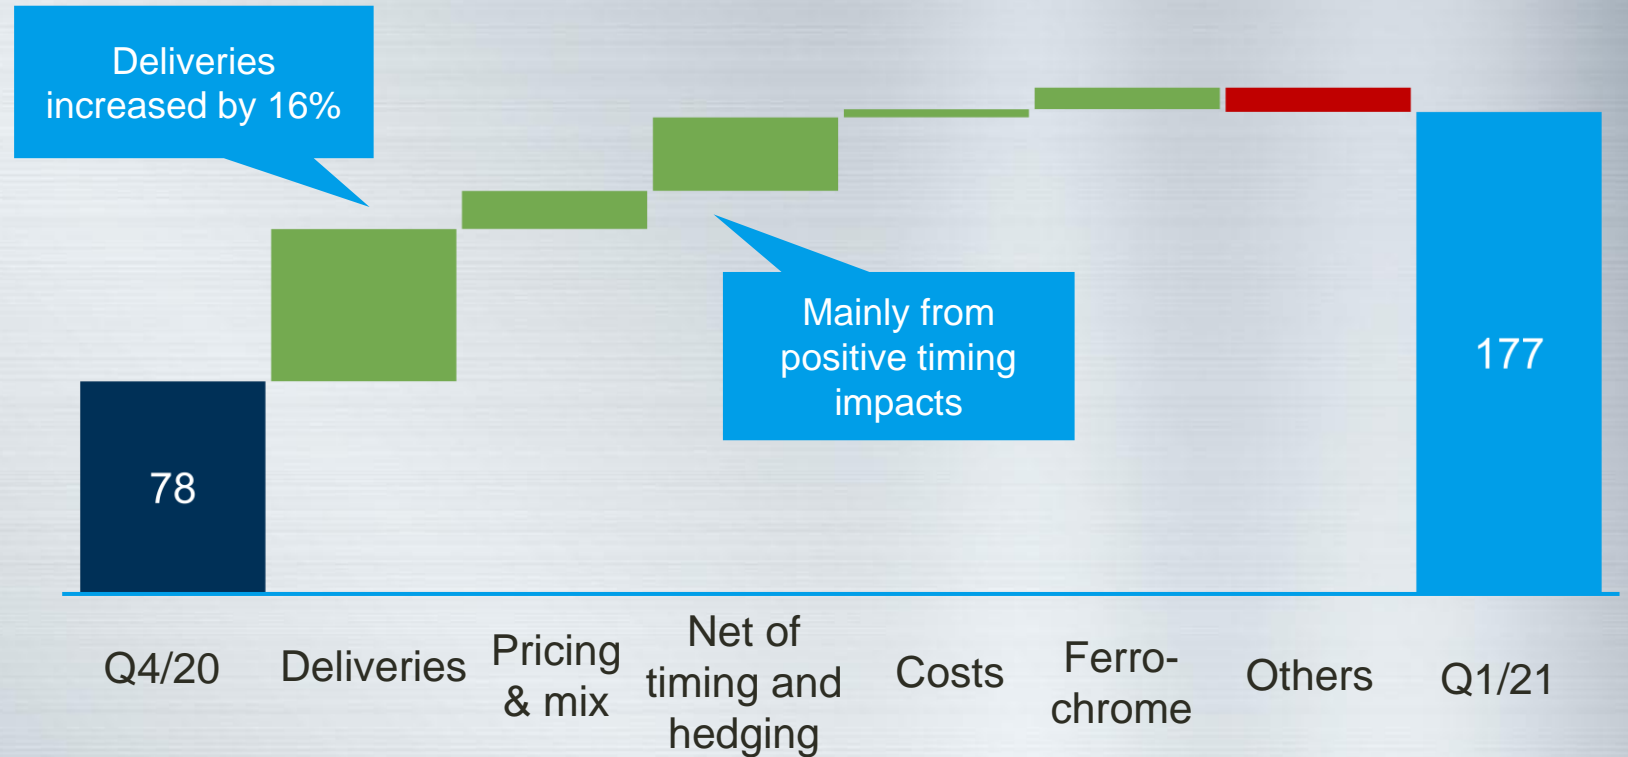 Deliveries
increased by 16%
Mainly from
positive timing
impacts
78
177
Q4/20
Deliveries
Pricing
& mix
Net of
timing and
hedging
Costs
Ferro-
chrome
Others
Q1/21